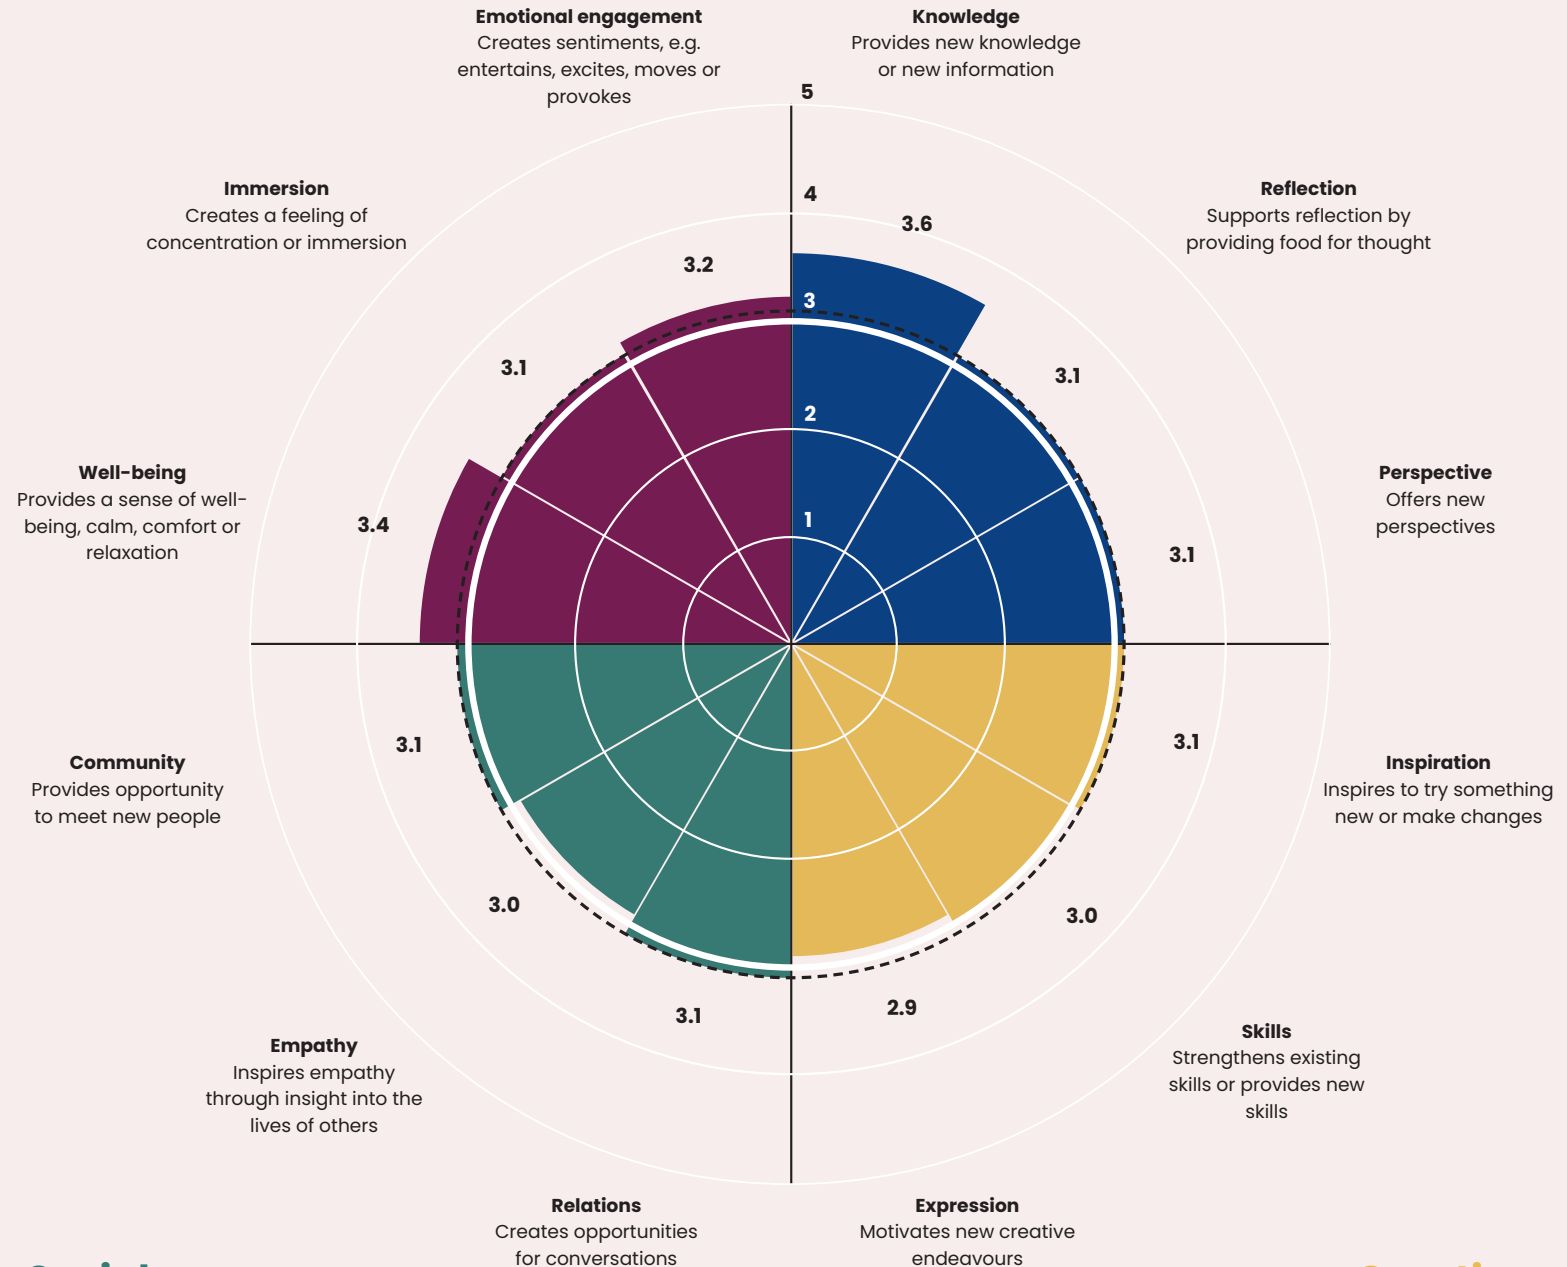 Emotional engagement
Creates sentiments, e.g.
entertains, excites, moves or
provokes
Knowledge
Provides new knowledge
or new information
5
Immersion
Creates a feeling of
concentration or immersion
4
3.6
Reflection
Supports reflection by
providing food for thought
3.2
3
3.1
3.1
2
Well-being
Provides a sense of well-
being, calm, comfort or
relaxation
3.4
1
3.1
Perspective
Offers new
perspectives
Community
Provides opportunity
to meet new people
3.1
3.1
Inspiration
Inspires to try something
new or make changes
3.0
3.0
3.1
2.9
Empathy
Inspires empathy
through insight into the
lives of others
Skills
Strengthens existing
skills or provides new
skills
Relations
Creates opportunities
for conversations
Expression
Motivates new creative
endeavours